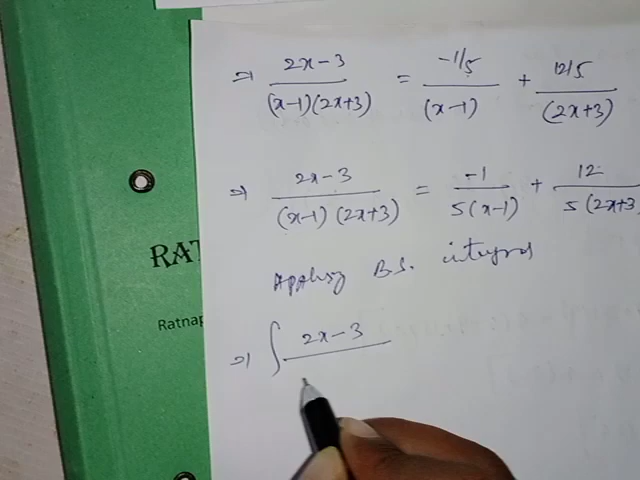 ⇒ 2x-3 / (x-1)(2x+3) = -1/5 / (x-1) + 12/5 / (2x+3)
⇒ 2x-3 / (x-1)(2x+3) = -1 / 5(x-1) + 12 / 5(2x+3
RAT
Applying B.S. integral
Ratnap
⇒ ∫ 2x-3